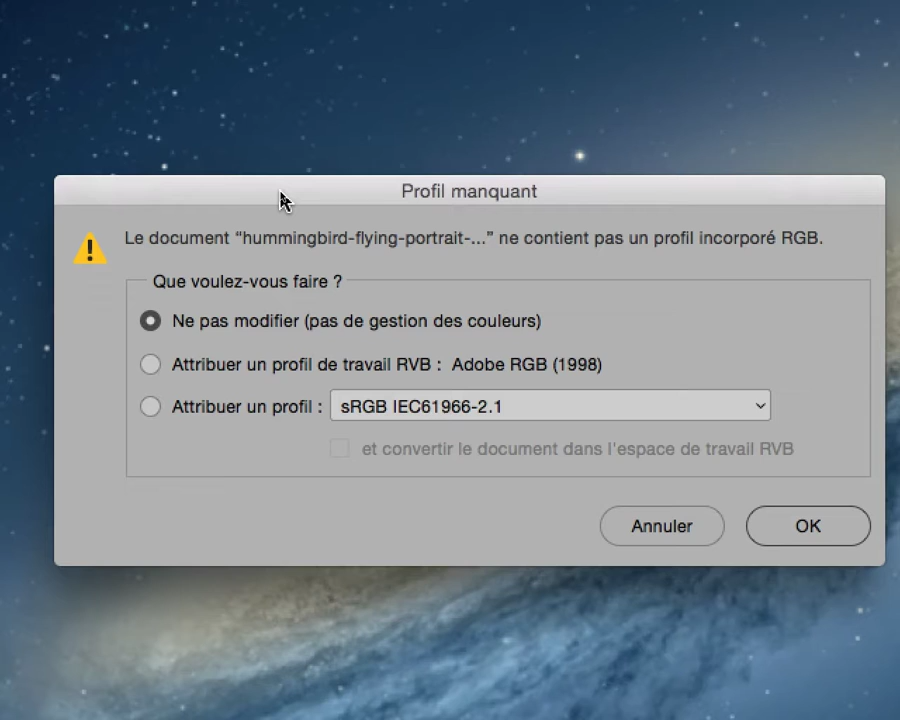 Profil manquant
Le document “hummingbird-flying-portrait-...” ne contient pas un profil incorporé RGB.
Que voulez-vous faire ?
Ne pas modifier (pas de gestion des couleurs)
Attribuer un profil de travail RVB : Adobe RGB (1998)
Attribuer un profil : sRGB IEC61966-2.1
et convertir le document dans l'espace de travail RVB
Annuler OK